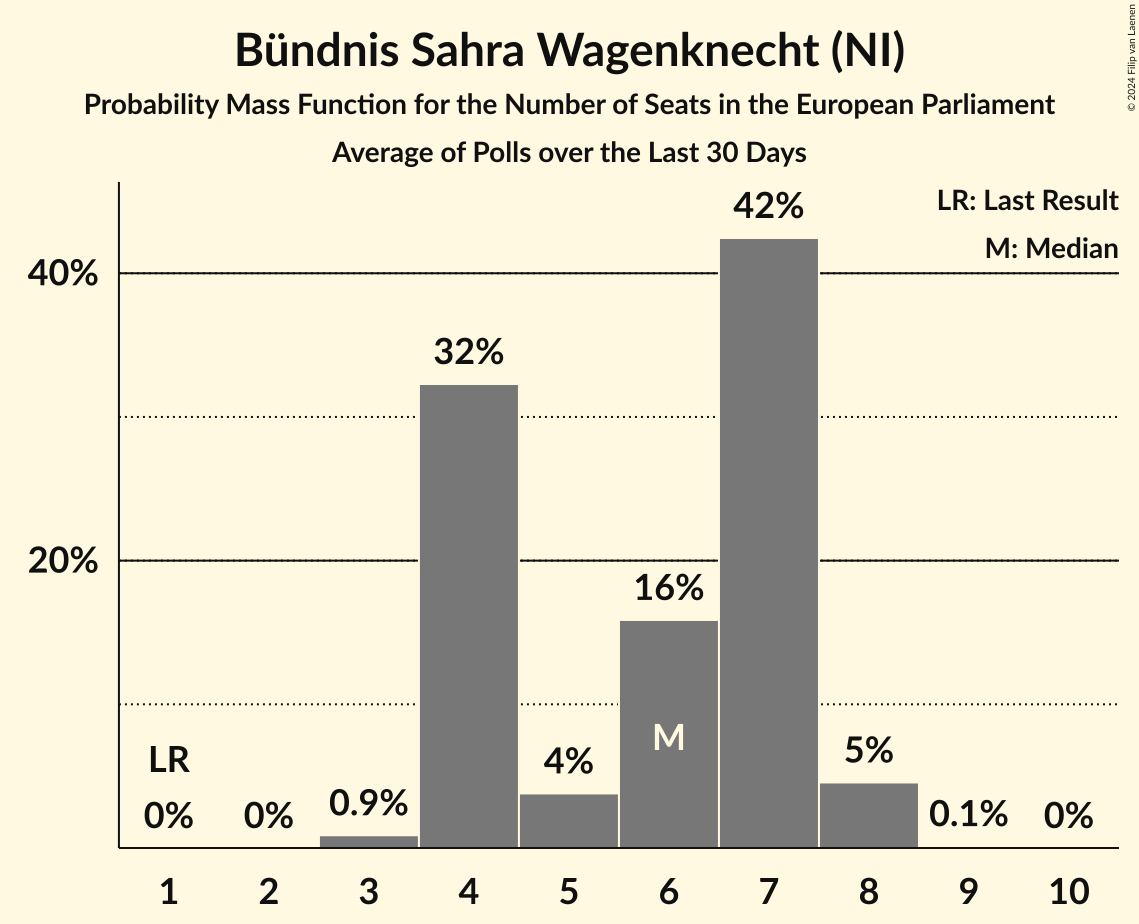 Bündnis Sahra Wagenknecht (NI)
Probability Mass Function for the Number of Seats in the European Parliament
Average of Polls over the Last 30 Days
© 2024 Filip van Laenen
LR: Last Result
M: Median
42%
40%
32%
20%
16%
M
LR
4%
5%
0%
0%
0.9%
0.1%
0%
1 2 3 4 5 6 7 8 9 10